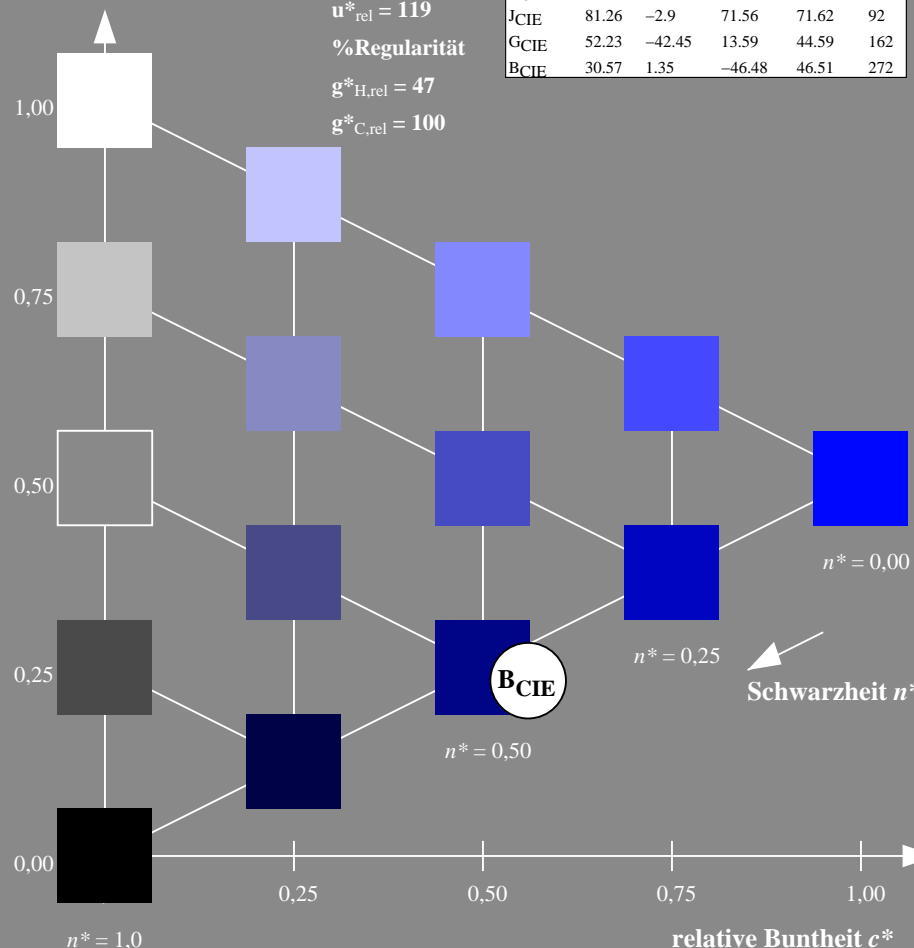 u*rel = 119
%Regularität
g*H,rel = 47
g*C,rel = 100
JCIE 81.26 −2.9 71.56 71.62 92
GCIE 52.23 −42.45 13.59 44.59 162
BCIE 30.57 1.35 −46.48 46.51 272
1,00
0,75
0,50
n* = 0,00
n* = 0,25
0,25
BCIE
Schwarzheit n*
n* = 0,50
0,00
0,25 0,50 0,75 1,00
n* = 1,0
relative Buntheit c*